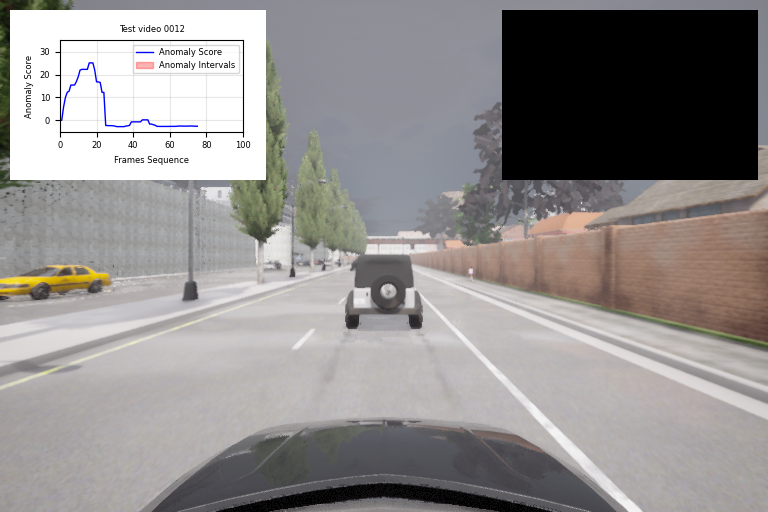 Test video 0012
Anomaly Score
30
20
10
0
Anomaly Score
Anomaly Intervals
0 20 40 60 80 100
Frames Sequence